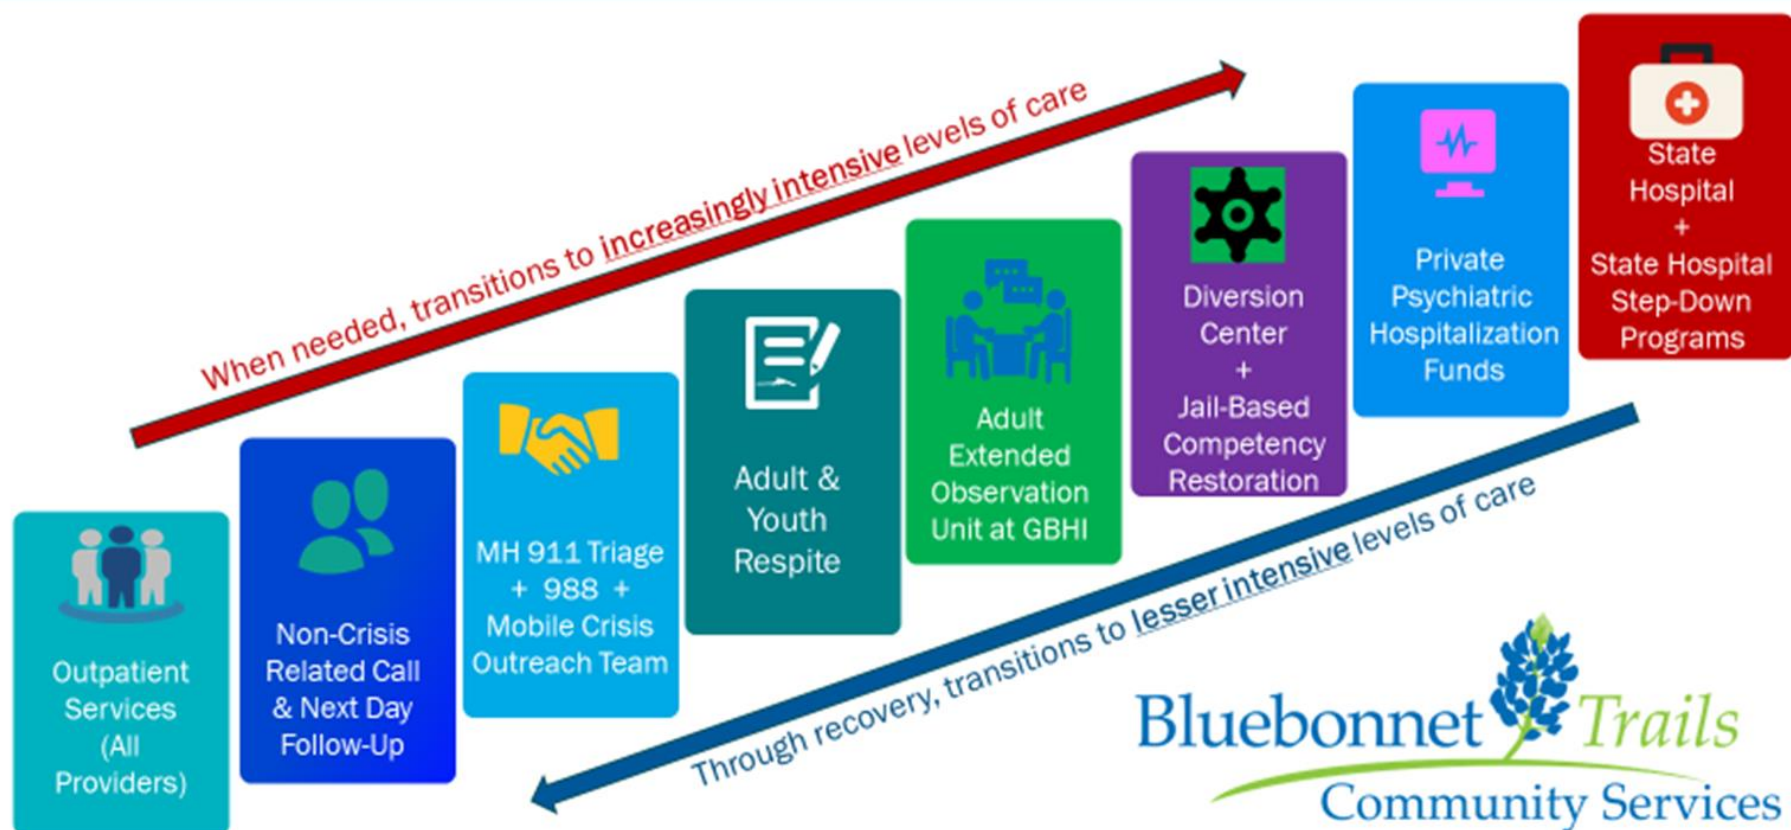 When needed, transitions to increasingly intensive levels of care
Outpatient
Services
(All
Providers)
Non-Crisis
Related Call
& Next Day
Follow-Up
MH 911 Triage
+ 988 +
Mobile Crisis
Outreach Team
Adult &
Youth
Respite
Adult
Extended
Observation
Unit at GBHI
Diversion
Center
+
Jail-Based
Competency
Restoration
Private
Psychiatric
Hospitalization
Funds
State
Hospital
+
State Hospital
Step-Down
Programs
Through recovery, transitions to lesser intensive levels of care
Bluebonnet Trails
Community Services